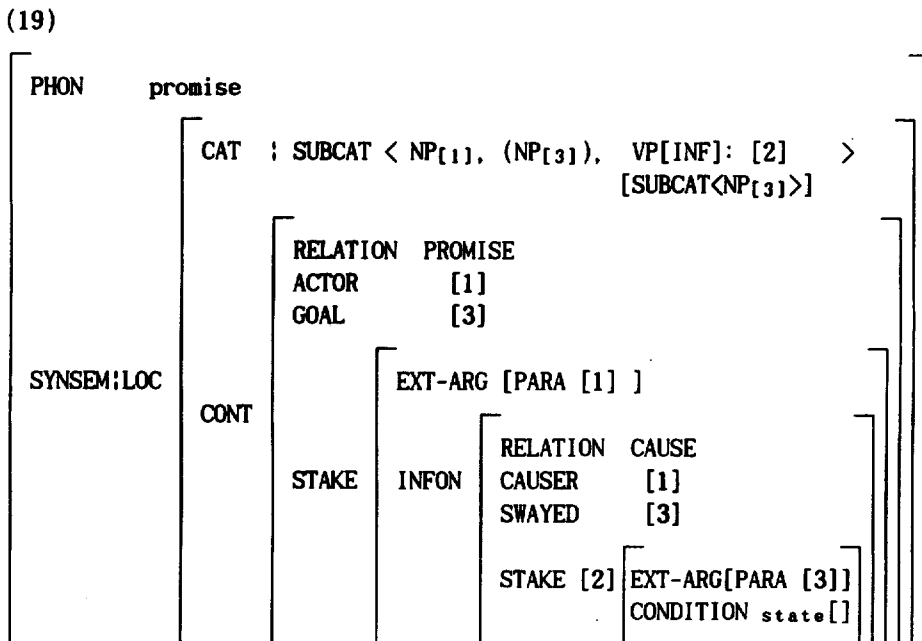 (19)
PHON promise
CAT ¦ SUBCAT < NP[1], (NP[3]), VP[INF]: [2] >
[SUBCAT<NP[3]>]
RELATION PROMISE
ACTOR [1]
GOAL [3]
SYNSEM¦LOC
EXT-ARG [PARA [1] ]
CONT
RELATION CAUSE
STAKE INFON CAUSER [1]
SWAYED [3]
STAKE [2] EXT-ARG[PARA [3]]
CONDITION state[]